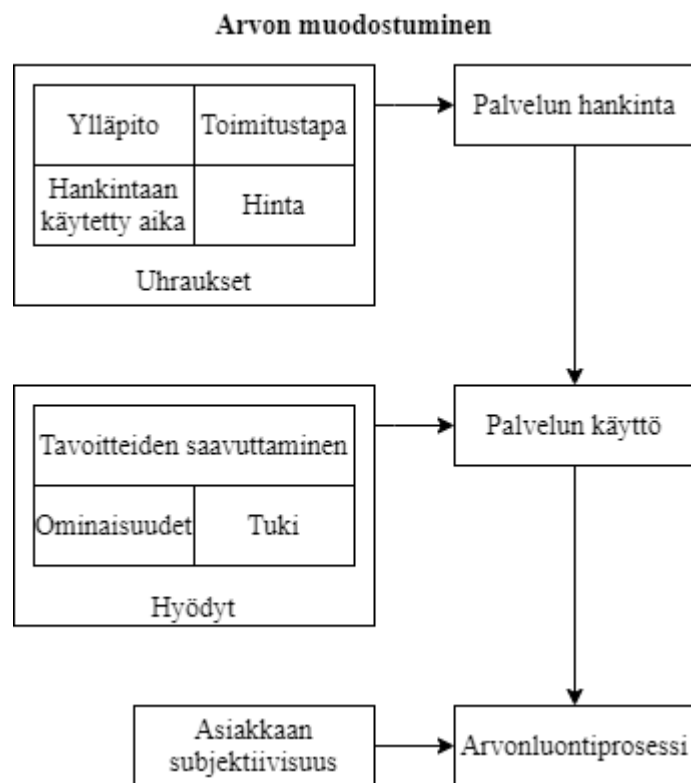 Arvon muodostuminen
Ylläpito
Toimitustapa
Palvelun hankinta
Hankintaan
käytetty aika
Hinta
Uhraukset
Tavoitteiden saavuttaminen
Palvelun käyttö
Ominaisuudet
Tuki
Hyödyt
Asiakkaan
subjektiivisuus
Arvonluontiprosessi